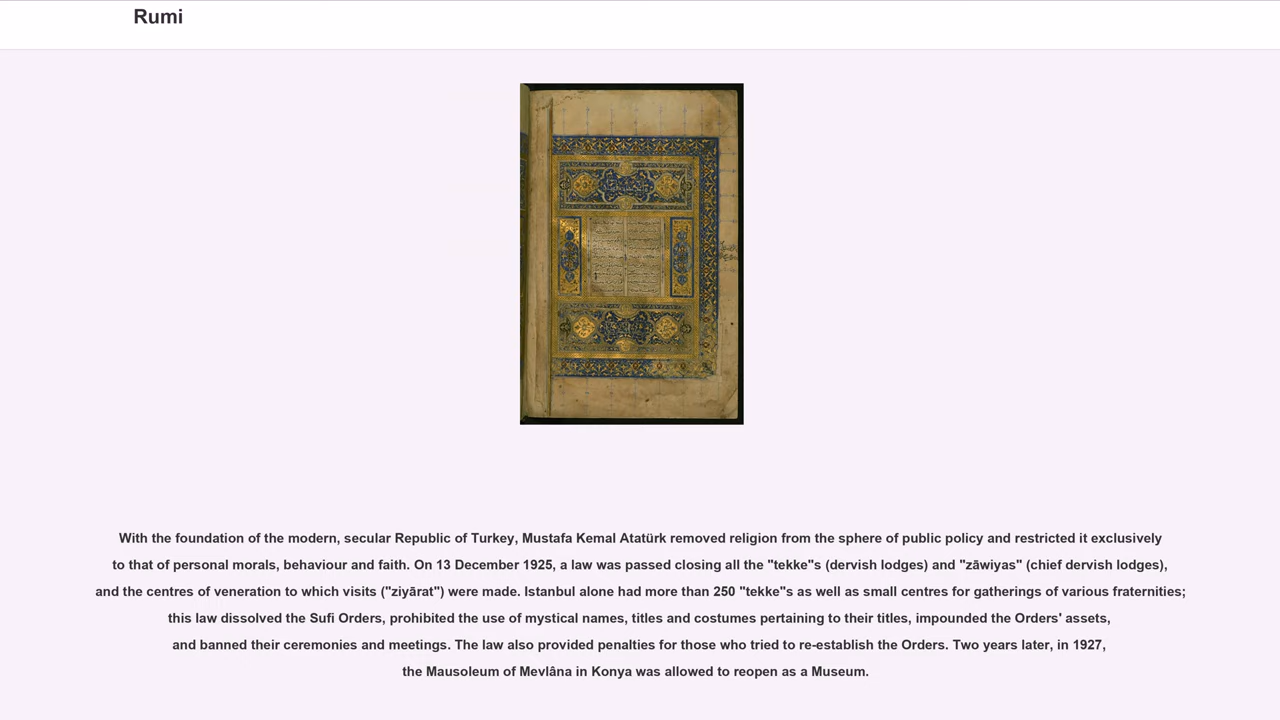 Rumi
With the foundation of the modern, secular Republic of Turkey, Mustafa Kemal Atatürk removed religion from the sphere of public policy and restricted it exclusively
to that of personal morals, behaviour and faith. On 13 December 1925, a law was passed closing all the "tekke"s (dervish lodges) and "zāwiyas" (chief dervish lodges),
and the centres of veneration to which visits ("ziyārat") were made. Istanbul alone had more than 250 "tekke"s as well as small centres for gatherings of various fraternities;
this law dissolved the Sufi Orders, prohibited the use of mystical names, titles and costumes pertaining to their titles, impounded the Orders' assets,
and banned their ceremonies and meetings. The law also provided penalties for those who tried to re-establish the Orders. Two years later, in 1927,
the Mausoleum of Mevlâna in Konya was allowed to reopen as a Museum.